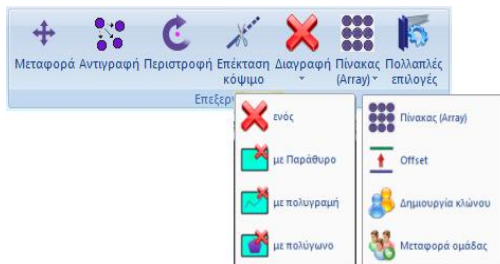 Μεταφορά Αντιγραφή Περιστροφή Επέκταση Διαγραφή Πίνακας Πολλαπλές
κόψιμο (Array) επιλογές
ενός
με Παράθυρο
με πολυγραμή
με πολύγωνο
Πίνακας (Array)
Offset
Δημιουργία κλώνου
Μεταφορά ομάδας